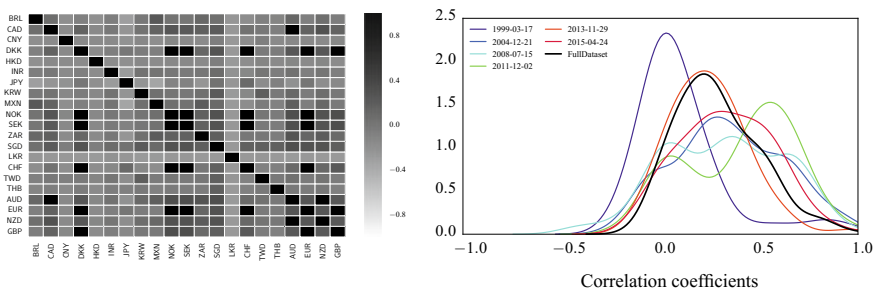 BRL
CAD
CNY
DKK
HKD
INR
JPY
KRW
MXN
NOK
SEK
ZAR
SGD
LKR
CHF
TWD
THB
AUD
EUR
NZD
GBP
BRL CAD CNY DKK HKD INR JPY KRW MXN NOK SEK ZAR SGD LKR CHF TWD THB AUD EUR NZD GBP
0.8
0.4
0.0
−0.4
−0.8
2.5
2.0
1.5
1.0
0.5
0.0
1999-03-17 2013-11-29
2004-12-21 2015-04-24
2008-07-15 FullDataset
2011-12-02
−1.0 −0.5 0.0 0.5 1.0
Correlation coefficients